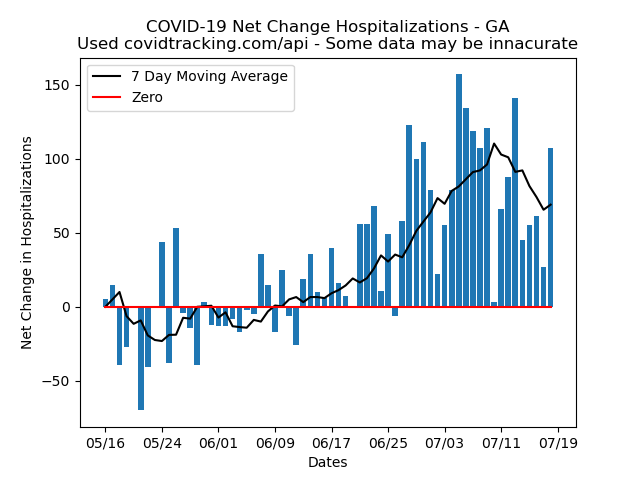 COVID-19 Net Change Hospitalizations - GA
Used covidtracking.com/api - Some data may be innacurate
7 Day Moving Average
Zero
Net Change in Hospitalizations
150
100
50
0
−50
05/16 05/24 06/01 06/09 06/17 06/25 07/03 07/11 07/19
Dates